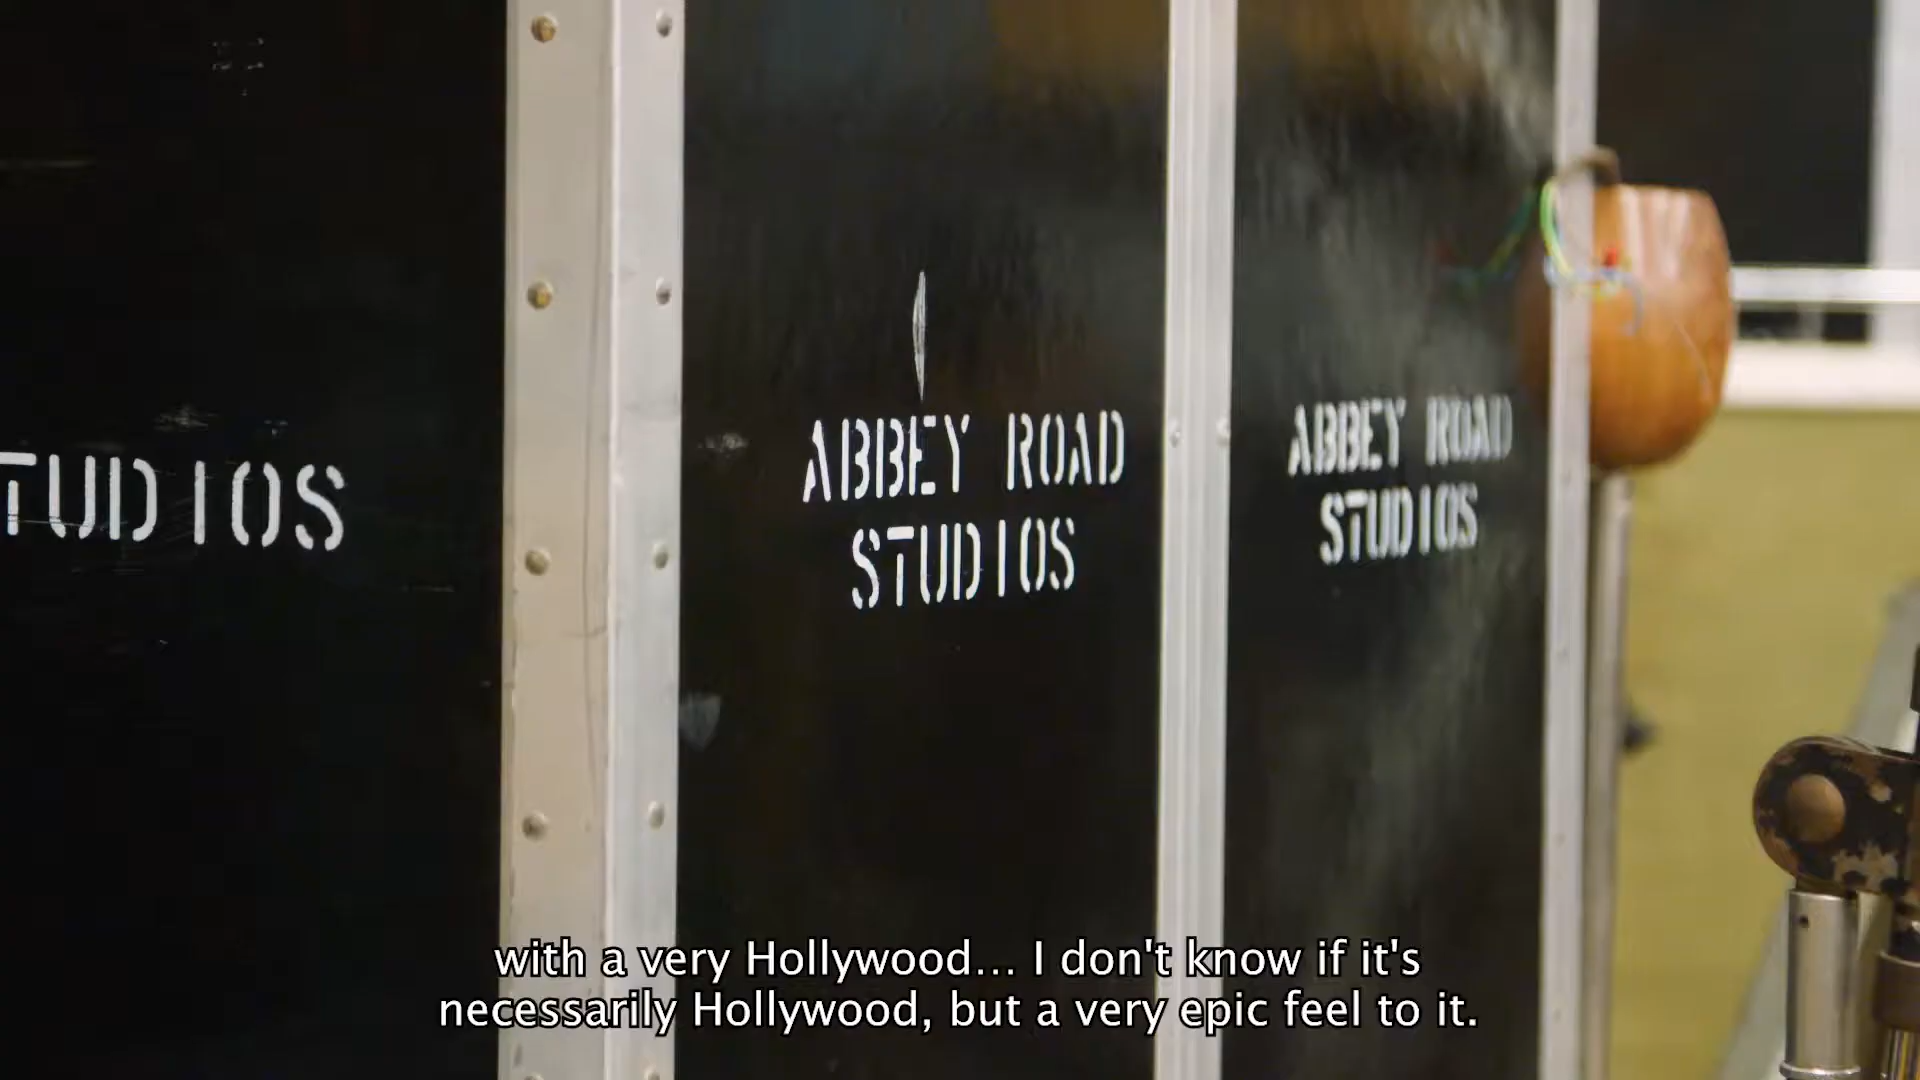 TUDIOS
ABBEY ROAD
STUDIOS
ABBEY ROAD
STUDIOS
with a very Hollywood... I don't know if it's
necessarily Hollywood, but a very epic feel to it.